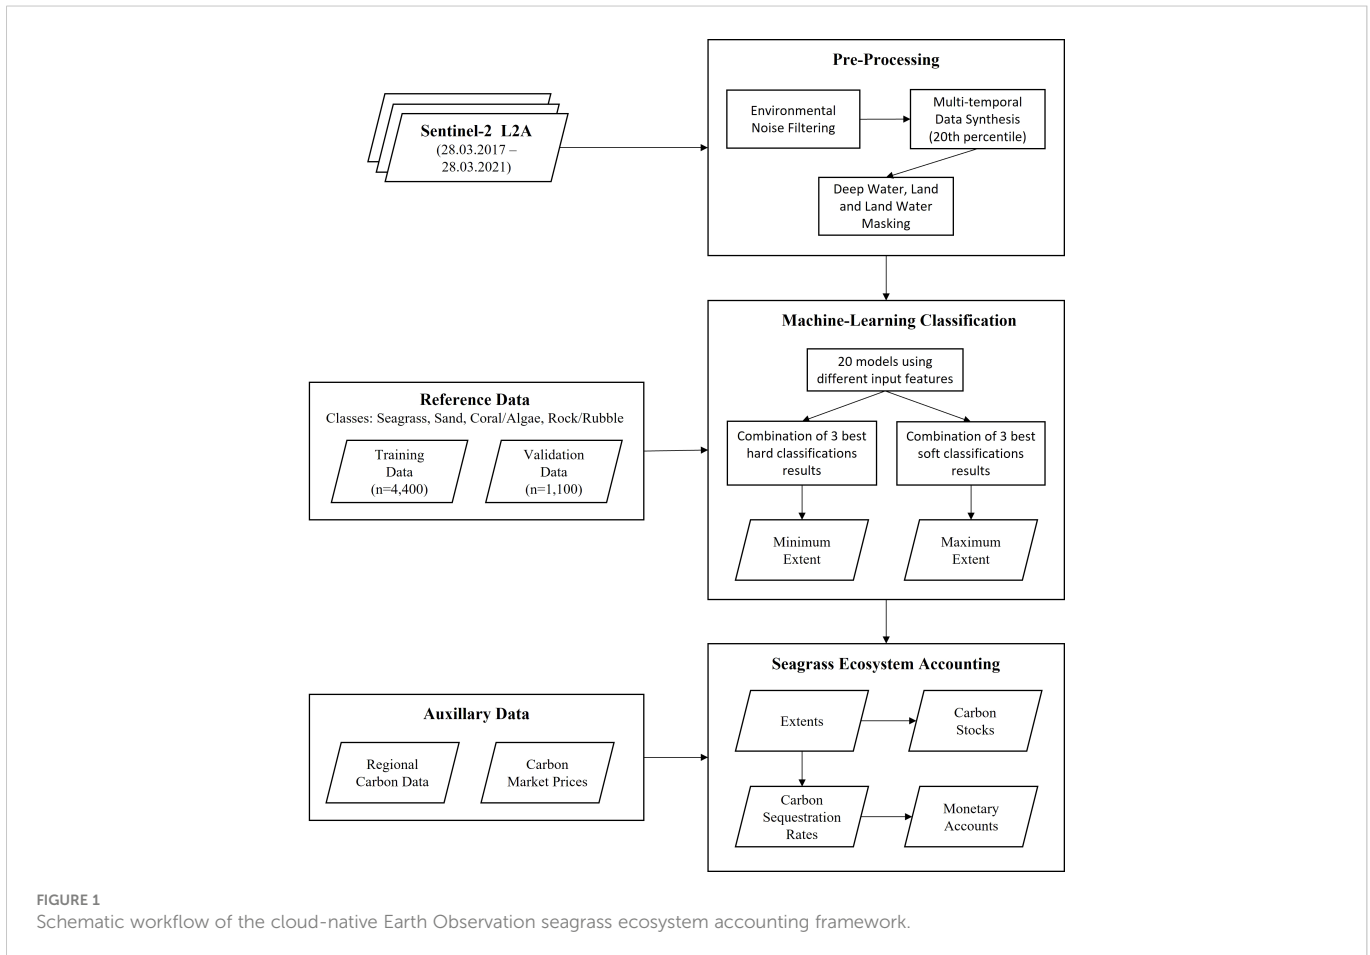 Pre-Processing
Environmental
Noise Filtering
Multi-temporal
Data Synthesis
(20th percentile)
Deep Water, Land
and Land Water
Masking
Sentinel-2 L2A
(28.03.2017 –
28.03.2021)
Machine-Learning Classification
20 models using
different input features
Combination of 3 best
hard classifications
results
Combination of 3 best
soft classifications
results
Minimum
Extent
Maximum
Extent
Reference Data
Classes: Seagrass, Sand, Coral/Algae, Rock/Rubble
Training
Data
(n=4,400)
Validation
Data
(n=1,100)
Seagrass Ecosystem Accounting
Extents
Carbon
Stocks
Carbon
Sequestration
Rates
Monetary
Accounts
Auxillary Data
Regional
Carbon Data
Carbon
Market Prices
FIGURE 1
Schematic workflow of the cloud-native Earth Observation seagrass ecosystem accounting framework.